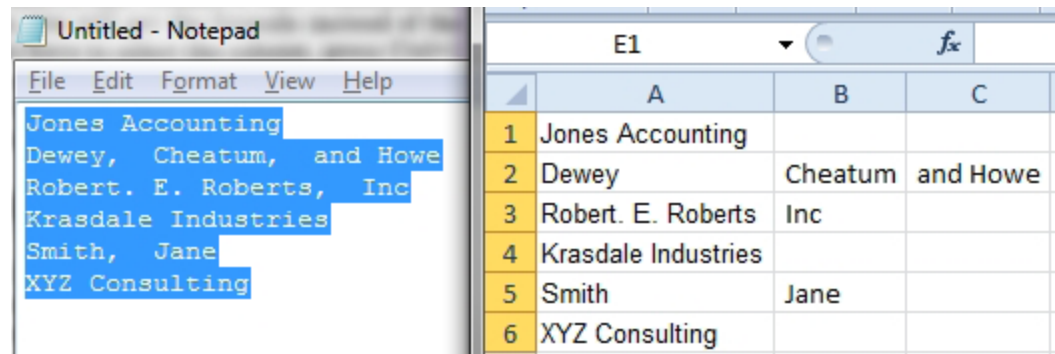 Untitled - Notepad
File Edit Format View Help
Jones Accounting
Dewey,  Cheatum,  and Howe
Robert. E. Roberts,  Inc
Krasdale Industries
Smith,  Jane
XYZ Consulting
E1 fx
A B C
1 Jones Accounting
2 Dewey Cheatum and Howe
3 Robert. E. Roberts Inc
4 Krasdale Industries
5 Smith Jane
6 XYZ Consulting